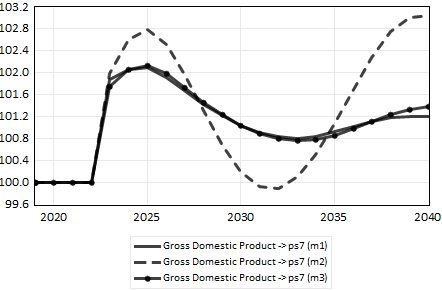 103.2
102.8
102.4
102.0
101.6
101.2
100.8
100.4
100.0
99.6
2020 2025 2030 2035 2040
Gross Domestic Product -> ps7 (m1)
Gross Domestic Product -> ps7 (m2)
Gross Domestic Product -> ps7 (m3)